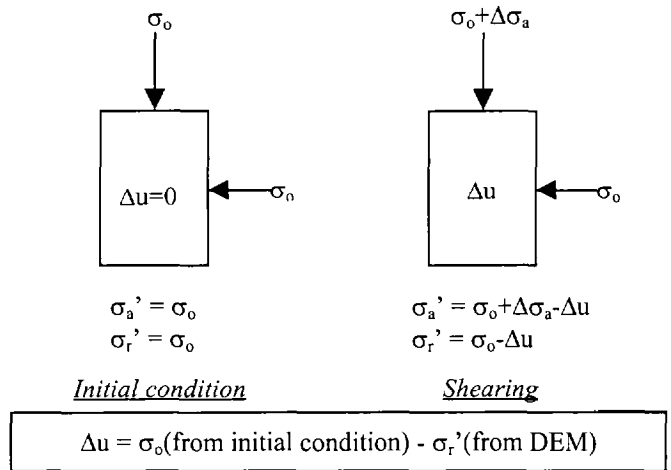 σₒ
σₒ+Δσₐ
Δu=0
σₒ
Δu
σₒ
σₐ’ = σₒ
σᵣ’ = σₒ
σₐ’ = σₒ+Δσₐ-Δu
σᵣ’ = σₒ-Δu
Initial condition
Shearing
Δu = σₒ(from initial condition) - σᵣ’(from DEM)